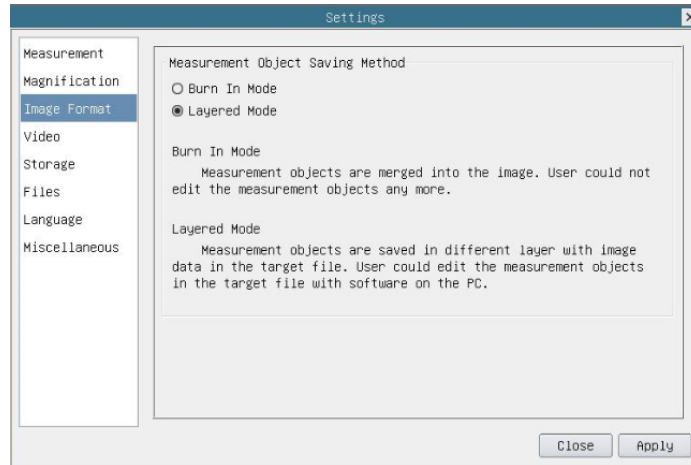 Settings
Measurement
Magnification
Image Format
Video
Storage
Files
Language
Miscellaneous
Measurement Object Saving Method
Burn In Mode
Layered Mode
Burn In Mode
Measurement objects are merged into the image. User could not
edit the measurement objects any more.
Layered Mode
Measurement objects are saved in different layer with image
data in the target file. User could edit the measurement objects
in the target file with software on the PC.
Close
Apply